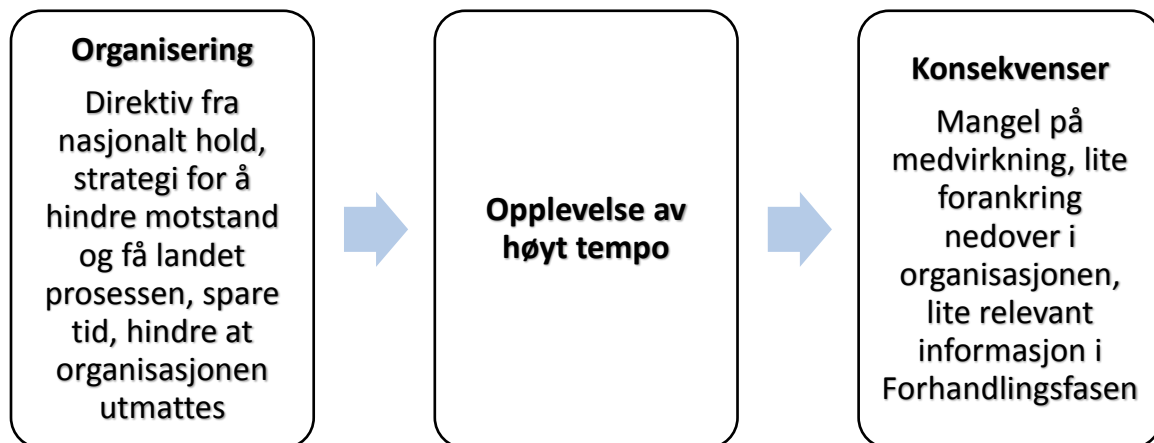 Organisering
Direktiv fra
nasjonalt hold,
strategi for å
hindre motstand
og få landet
prosessen, spare
tid, hindre at
organisasjonen
utmattes
Opplevelse av
høyt tempo
Konsekvenser
Mangel på
medvirkning, lite
forankring
nedover i
organisasjonen,
lite relevant
informasjon i
Forhandlingsfasen